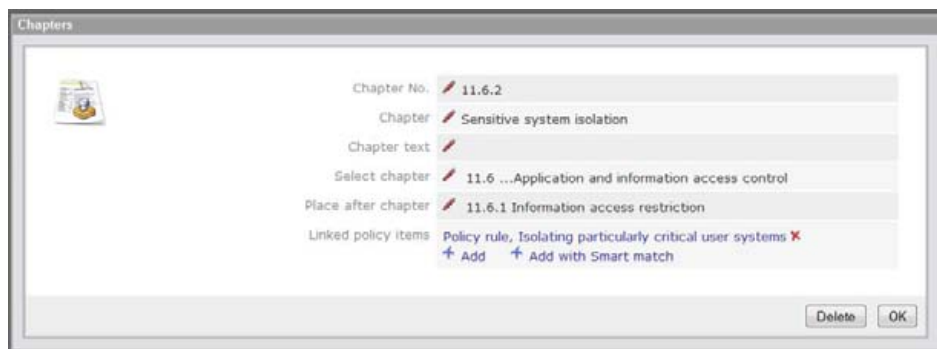 Chapters
Chapter No. 11.6.2
Chapter Sensitive system isolation
Chapter text
Select chapter 11.6 ...Application and information access control
Place after chapter 11.6.1 Information access restriction
Linked policy items Policy rule, Isolating particularly critical user systems
Add Add with Smart match
Delete OK